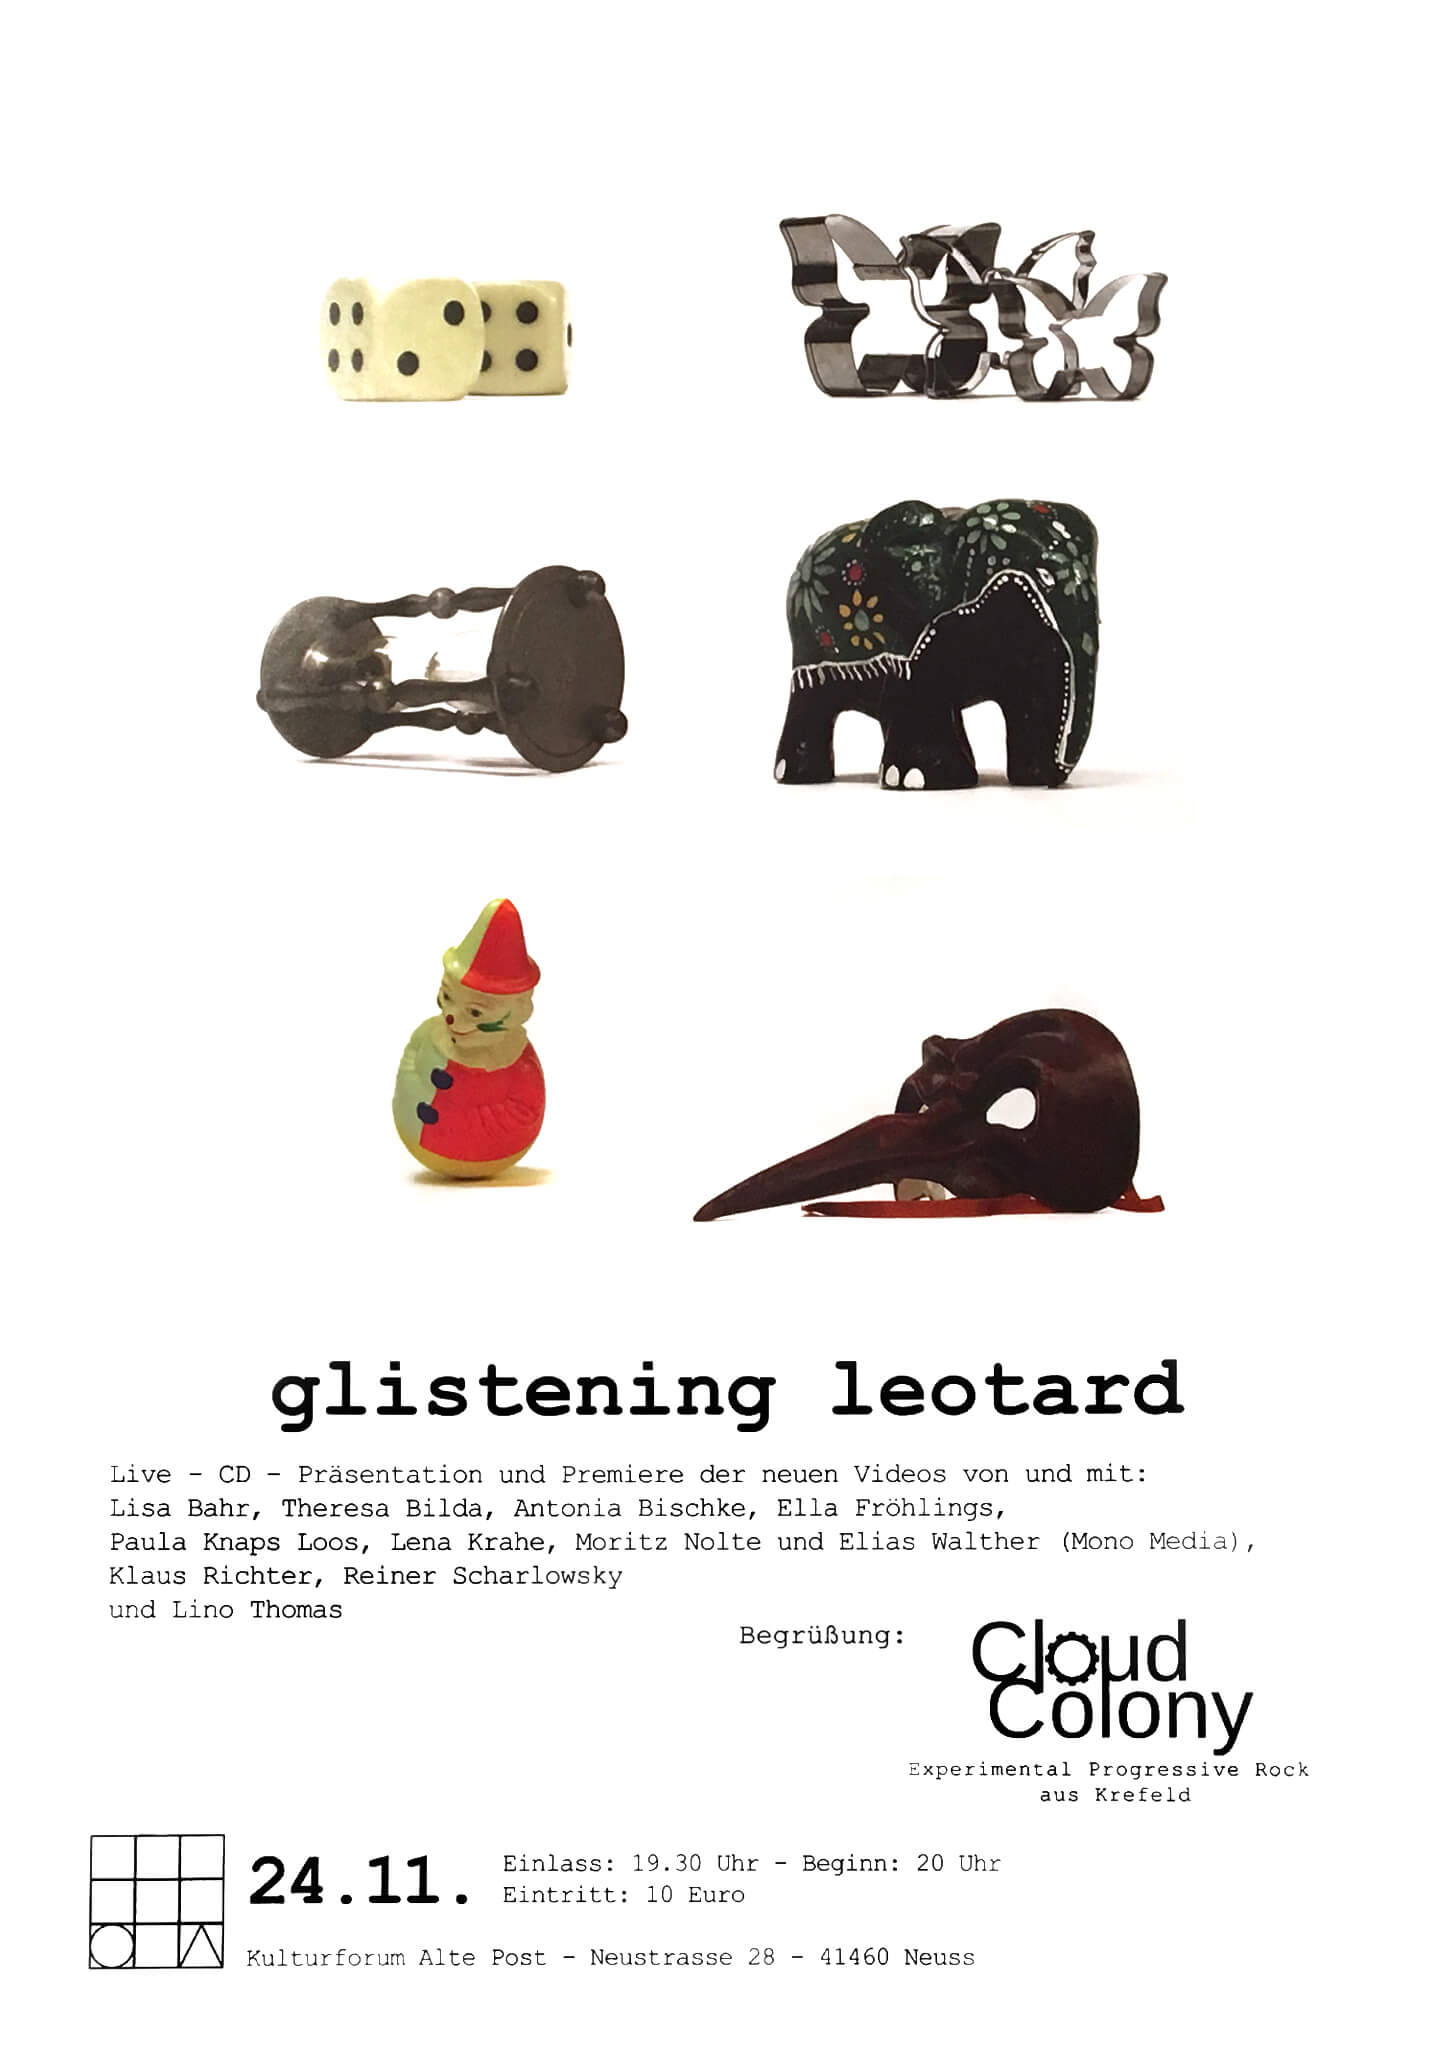 glistening leotard
Live - CD - Präsentation und Premiere der neuen Videos von und mit:
Lisa Bahr, Theresa Bilda, Antonia Bischke, Ella Fröhlings,
Paula Knaps Loos, Lena Krahe, Moritz Nolte und Elias Walther (Mono Media),
Klaus Richter, Reiner Scharlowsky
und Lino Thomas
Begrüßung:
Cloud
Colony
Experimental Progressive Rock
aus Krefeld
24.11.
Einlass: 19.30 Uhr - Beginn: 20 Uhr
Eintritt: 10 Euro
Kulturforum Alte Post - Neustrasse 28 - 41460 Neuss